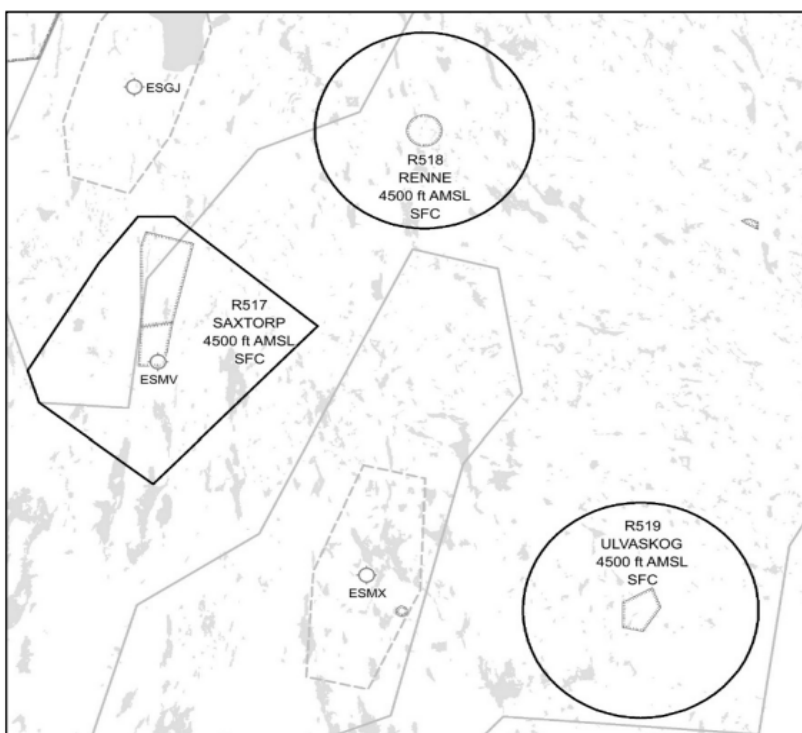 ESGJ
R518
RENNE
4500 ft AMSL
SFC
R517
SAXTORP
4500 ft AMSL
SFC
ESMV
R519
ULVASKOG
4500 ft AMSL
SFC
ESMX